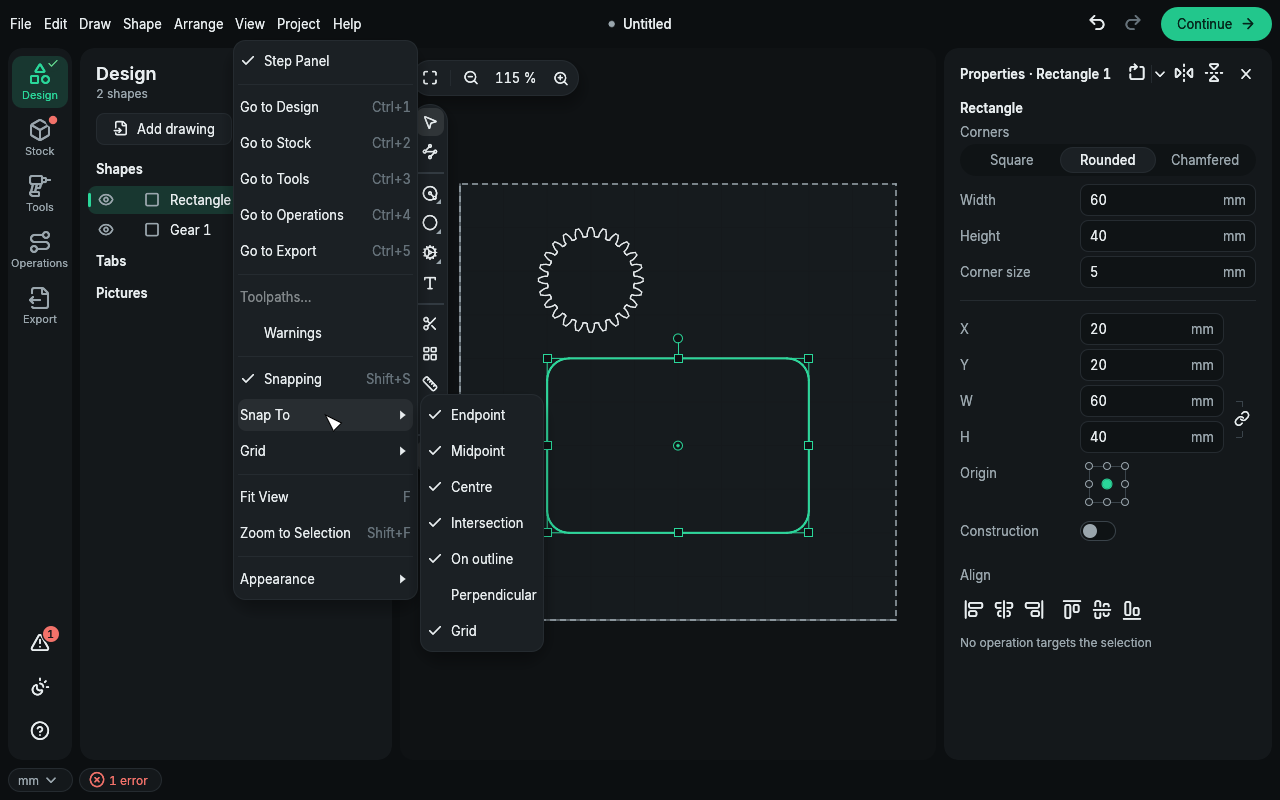 File Edit Draw Shape Arrange View Project Help
Untitled
Continue
Design
Stock
Tools
Operations
Export
1
Design
2 shapes
Add drawing
Shapes
Rectangle
Gear 1
Tabs
Pictures
Step Panel
Go to Design Ctrl+1
Go to Stock Ctrl+2
Go to Tools Ctrl+3
Go to Operations Ctrl+4
Go to Export Ctrl+5
Toolpaths...
Warnings
Snapping Shift+S
Snap To
Grid
Fit View F
Zoom to Selection Shift+F
Appearance
Endpoint
Midpoint
Centre
Intersection
On outline
Perpendicular
Grid
115 %
T
Properties · Rectangle 1
Rectangle
Corners
Square Rounded Chamfered
Width 60 mm
Height 40 mm
Corner size 5 mm
X 20 mm
Y 20 mm
W 60 mm
H 40 mm
Origin
Construction
Align
No operation targets the selection
mm
1 error